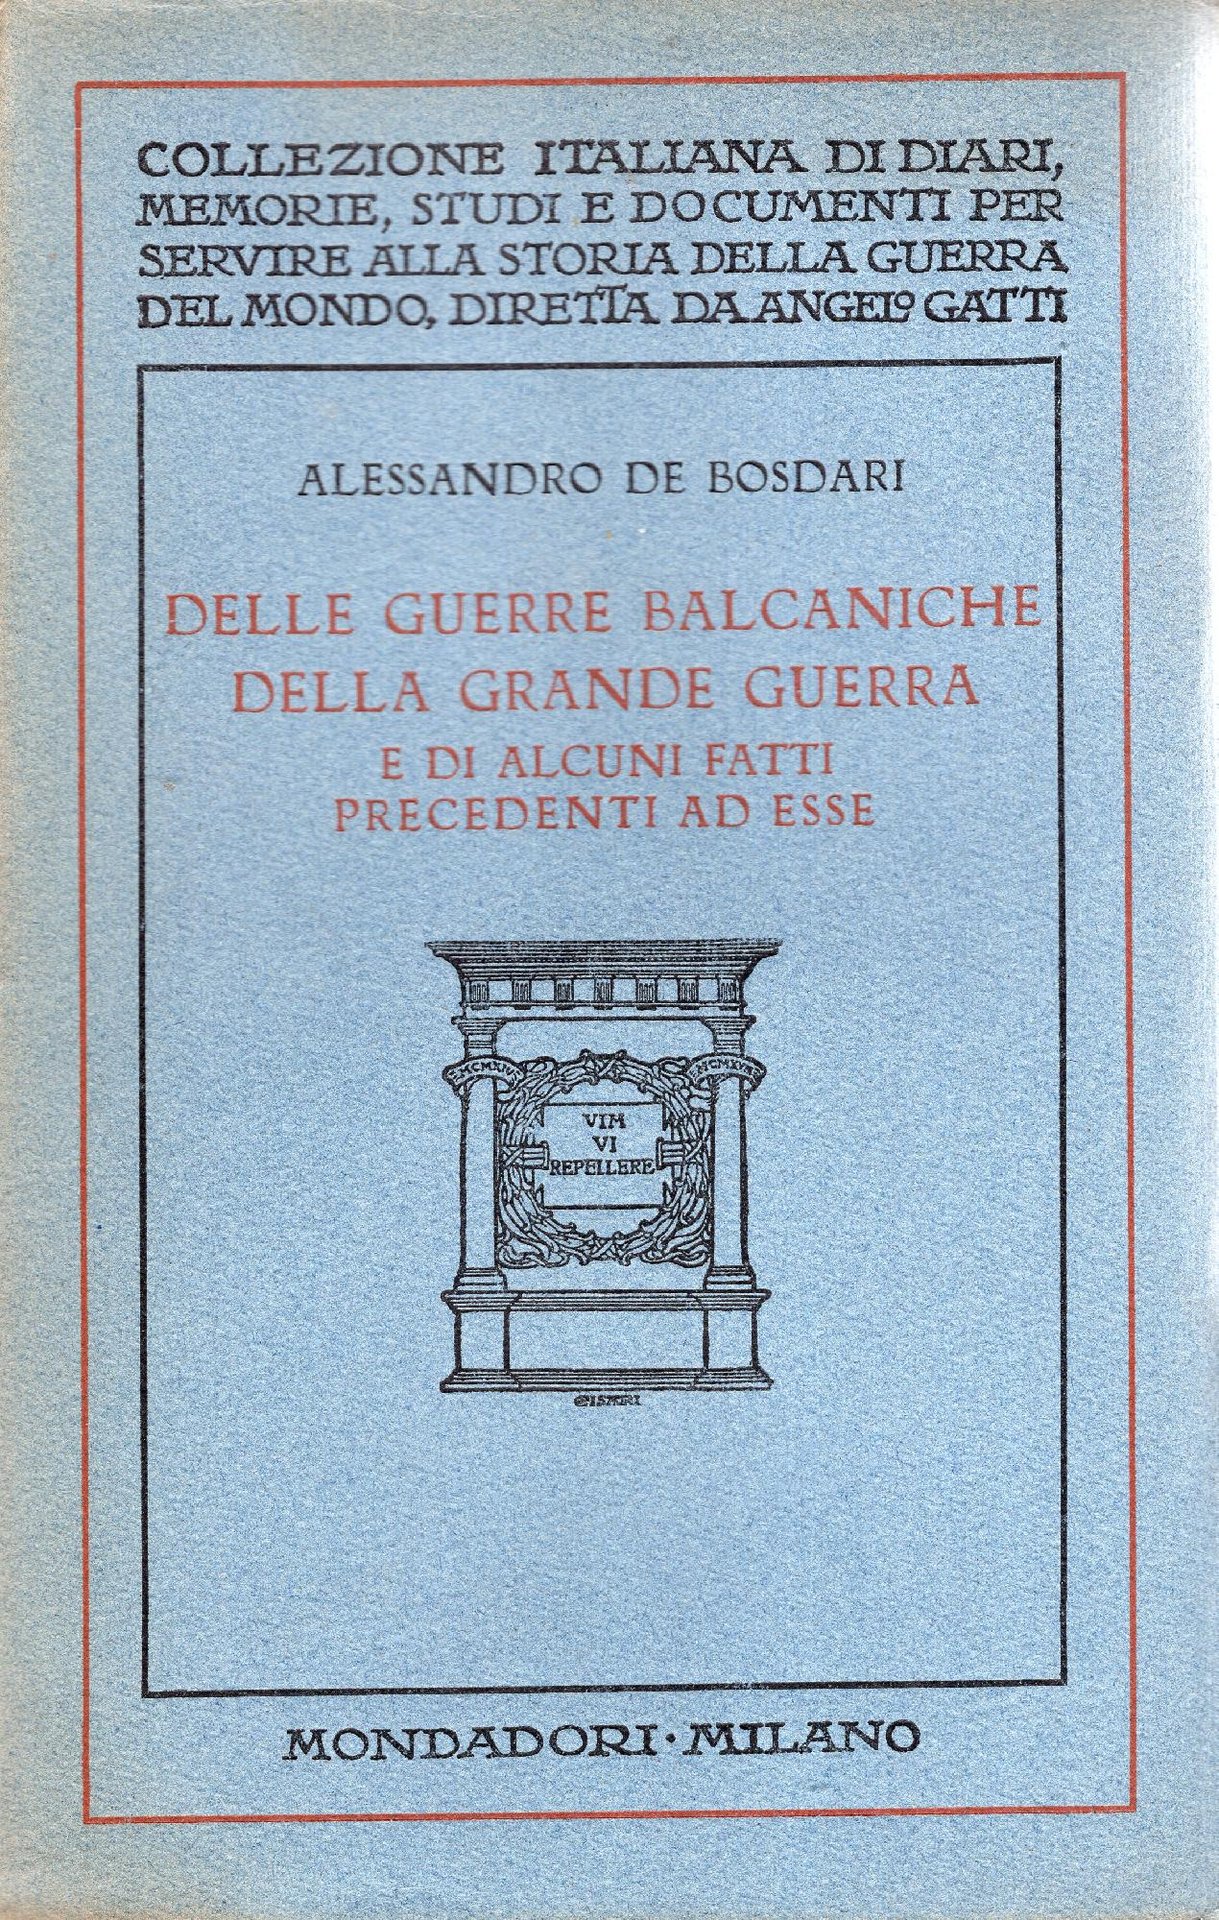 COLLEZIONE ITALIANA DI DIARI,
MEMORIE, STUDI E DOCUMENTI PER
SERVIRE ALLA STORIA DELLA GUERRA
DEL MONDO, DIRETTA DA ANGELO GATTI
ALESSANDRO DE BOSDARI
DELLE GUERRE BALCANICHE
DELLA GRANDE GUERRA
E DI ALCUNI FATTI
PRECEDENTI AD ESSE
VIM
VI
REPELLERE
CISARI
MONDADORI · MILANO